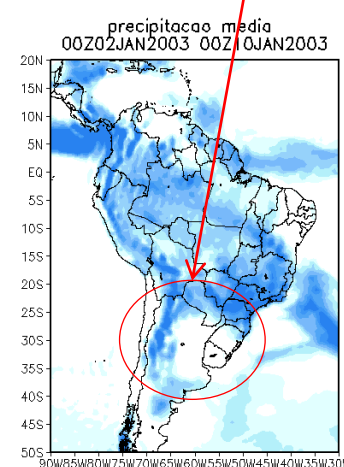 precipitacao media
00Z02JAN2003 00Z10JAN2003
20N
15N
10N
5N
EQ
5S
10S
15S
20S
25S
30S
35S
40S
45S
50S
90W85W80W75W70W65W60W55W50W45W40W35W30W